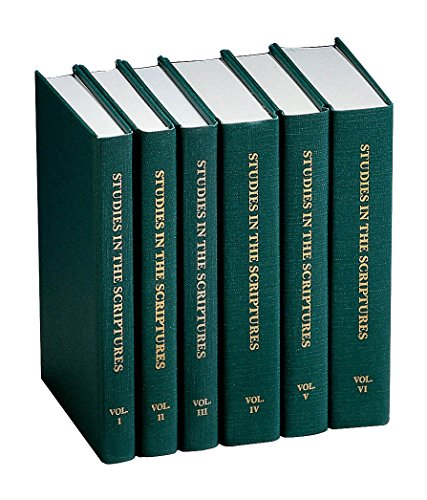 STUDIES IN THE SCRIPTURES
VOL.
I
STUDIES IN THE SCRIPTURES
VOL.
II
STUDIES IN THE SCRIPTURES
VOL.
III
STUDIES IN THE SCRIPTURES
VOL.
IV
STUDIES IN THE SCRIPTURES
VOL.
V
STUDIES IN THE SCRIPTURES
VOL.
VI